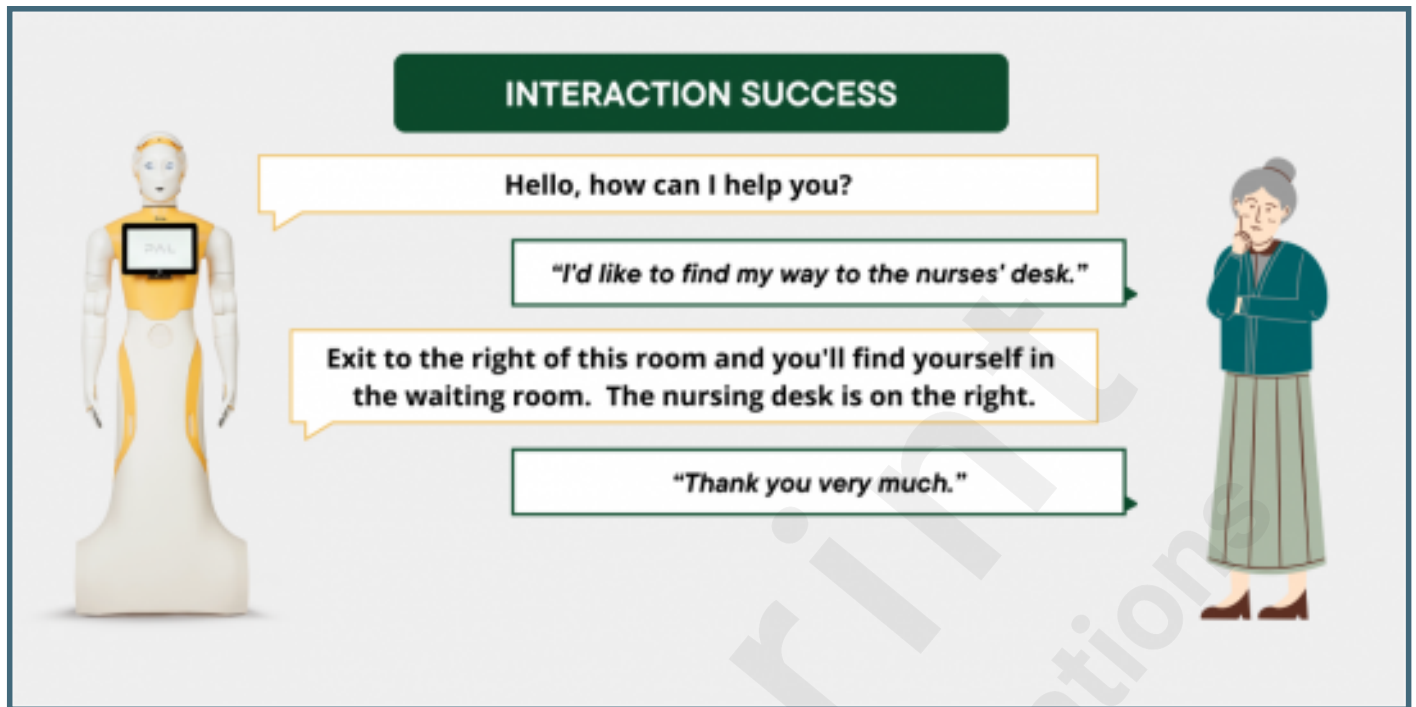 INTERACTION SUCCESS
Hello, how can I help you?
“I'd like to find my way to the nurses' desk.”
Exit to the right of this room and you'll find yourself in
the waiting room.  The nursing desk is on the right.
“Thank you very much.”
PAL